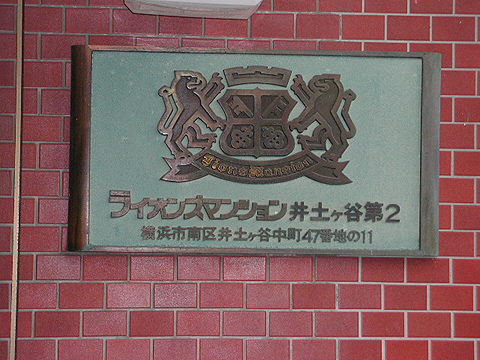 Lions Mansion
ライオンズマンション井土ヶ谷第2
横浜市南区井土ヶ谷中町47番地の11